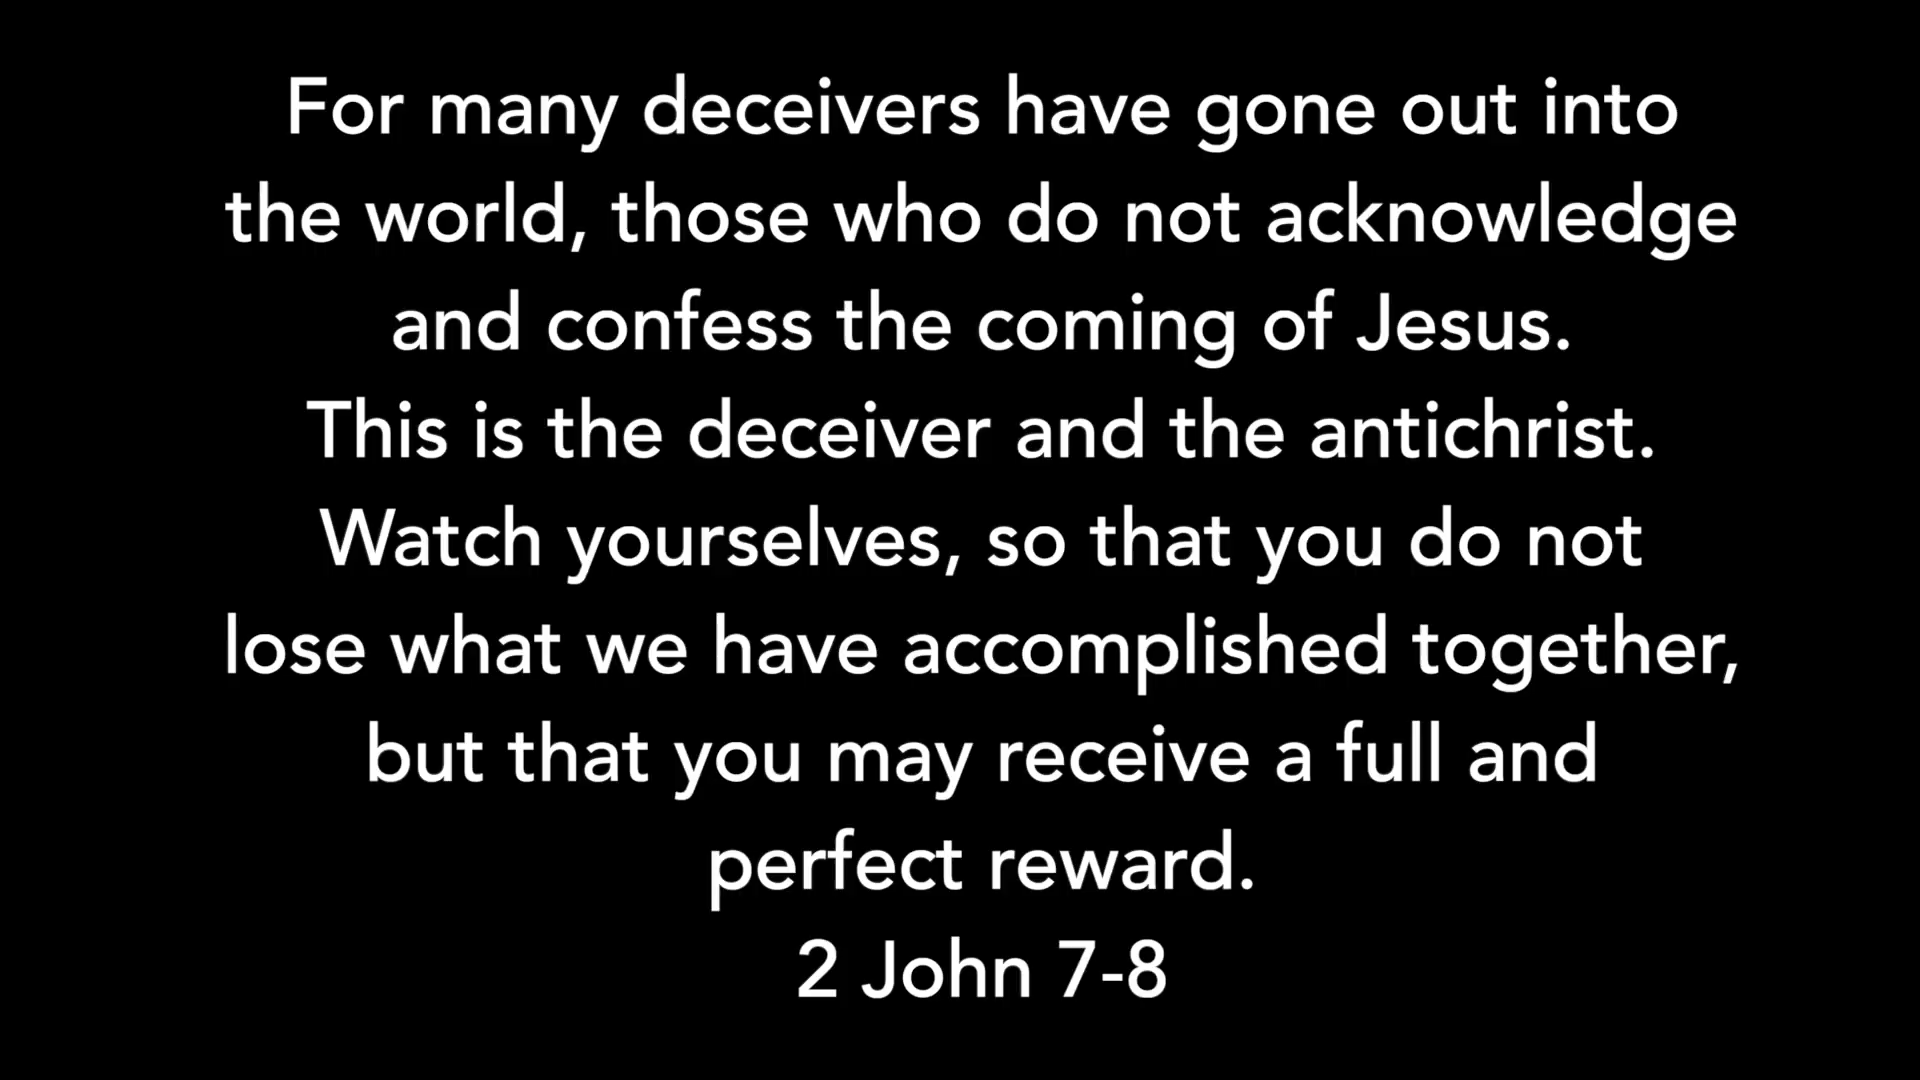 For many deceivers have gone out into
the world, those who do not acknowledge
and confess the coming of Jesus.
This is the deceiver and the antichrist.
Watch yourselves, so that you do not
lose what we have accomplished together,
but that you may receive a full and
perfect reward.
2 John 7-8